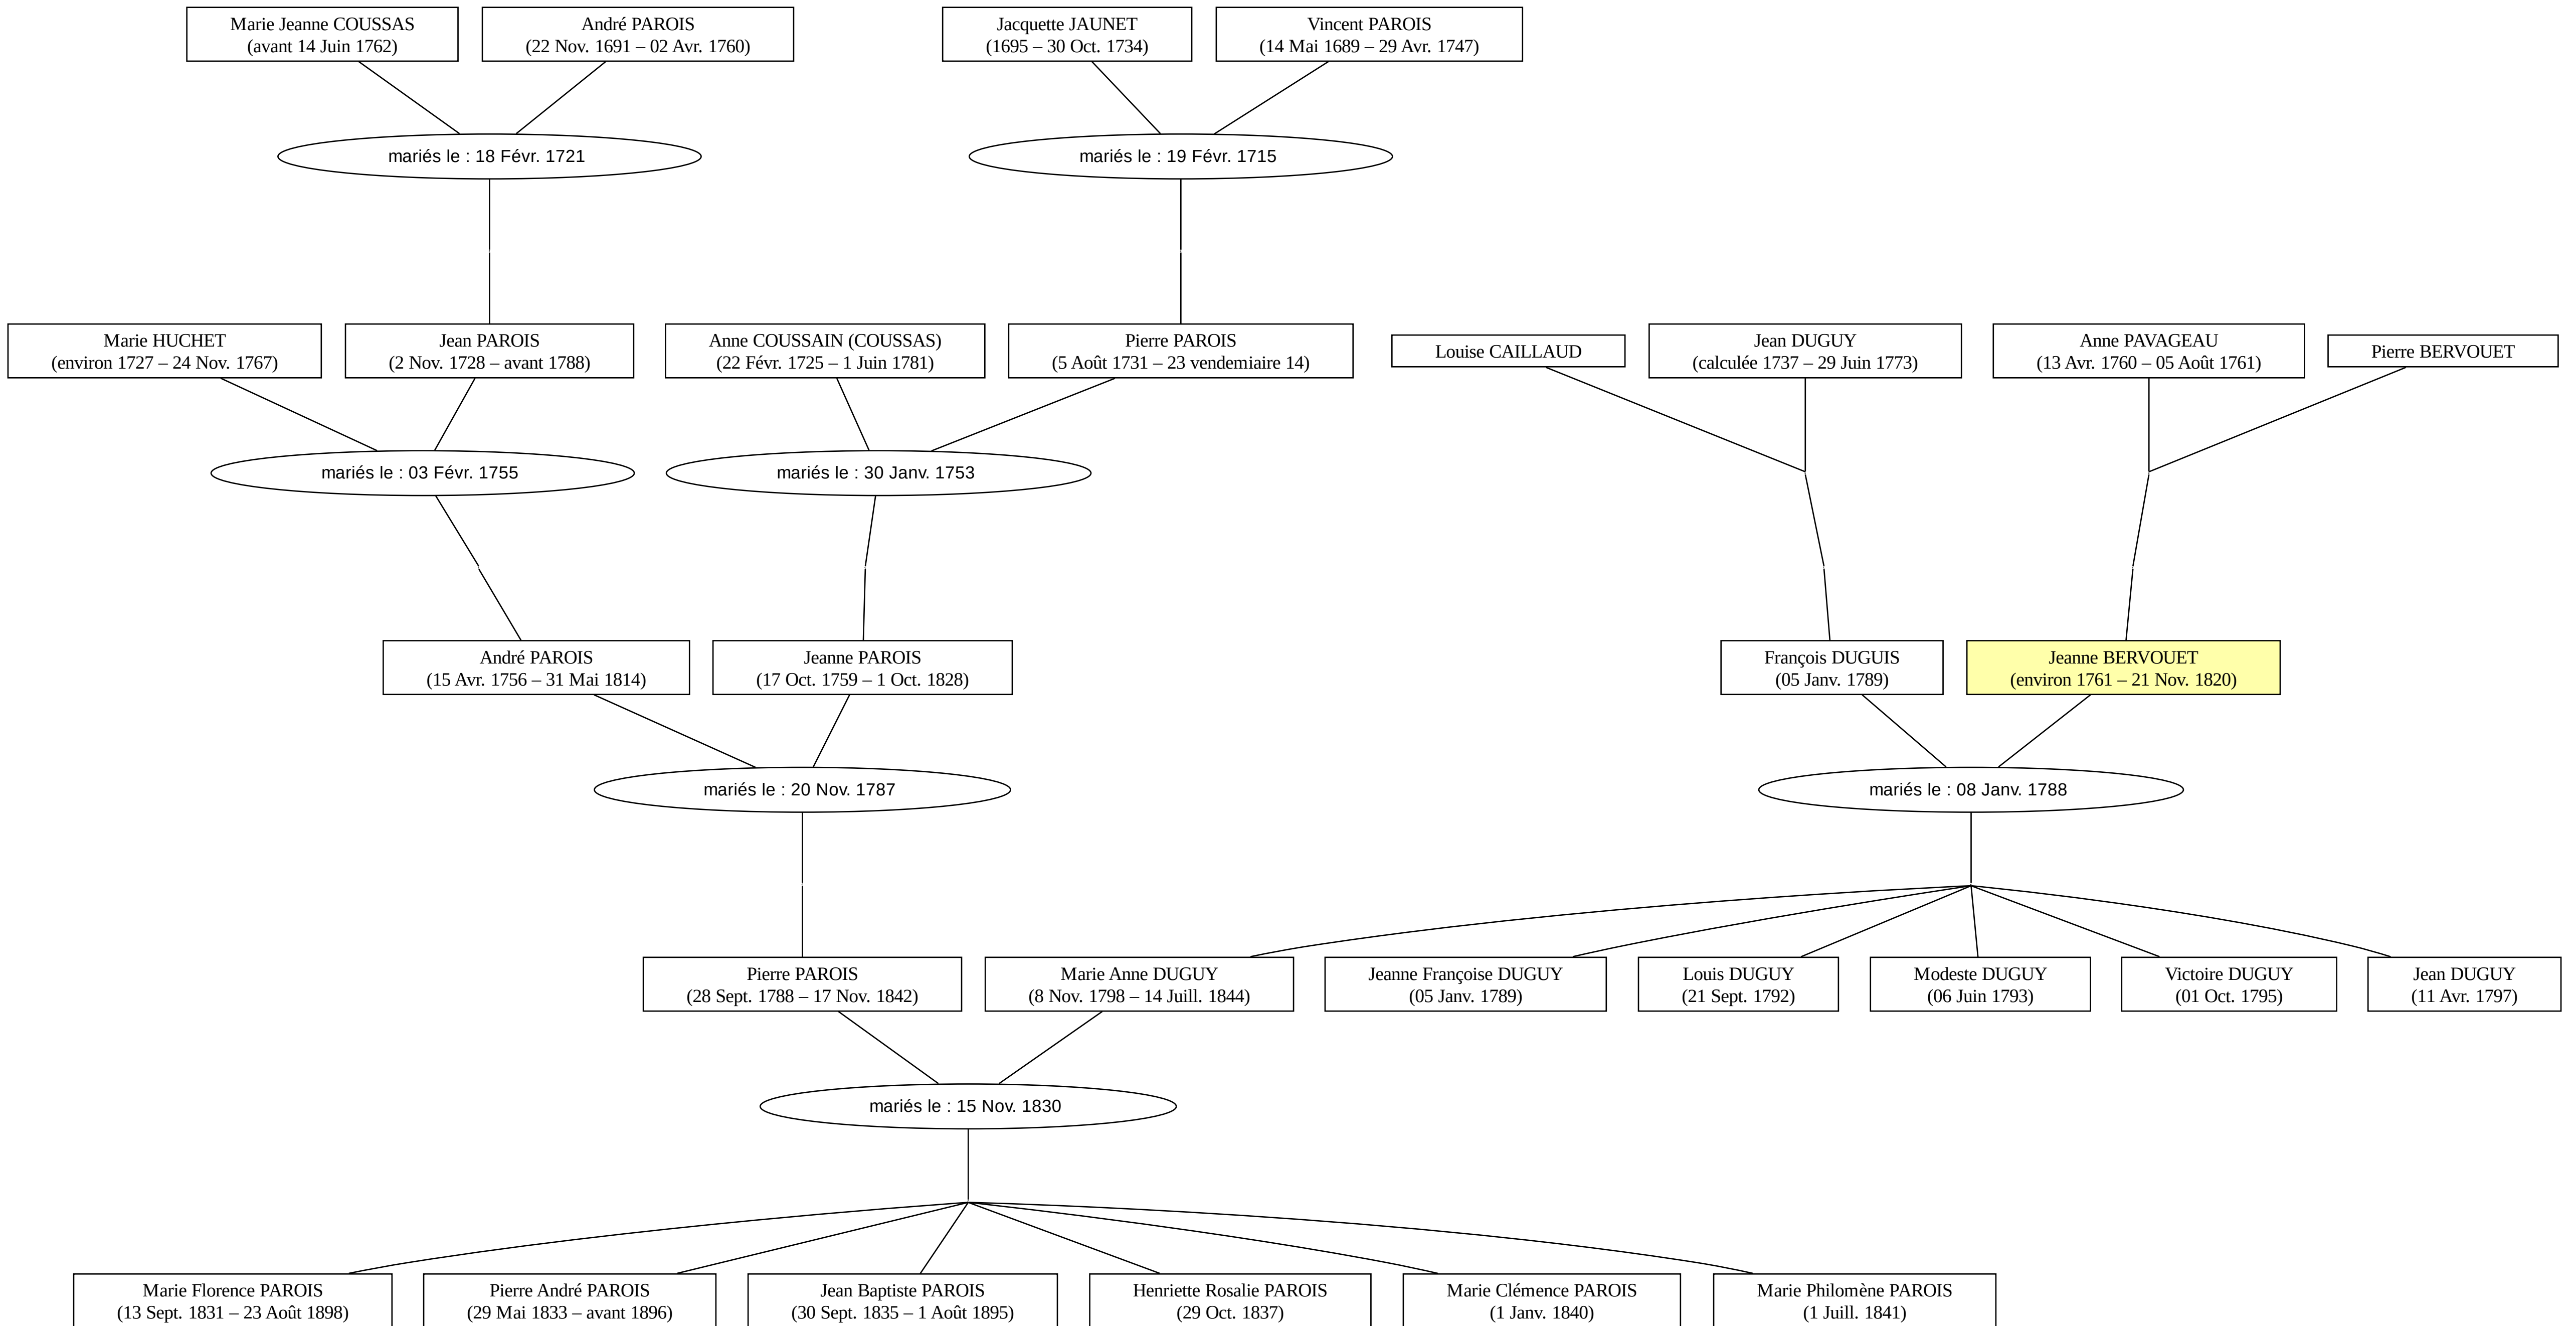 Marie Jeanne COUSSAS
(avant 14 Juin 1762)
André PAROIS
(22 Nov. 1691 – 02 Avr. 1760)
Jacquette JAUNET
(1695 – 30 Oct. 1734)
Vincent PAROIS
(14 Mai 1689 – 29 Avr. 1747)
mariés le : 18 Févr. 1721
mariés le : 19 Févr. 1715
Marie HUCHET
(environ 1727 – 24 Nov. 1767)
Jean PAROIS
(2 Nov. 1728 – avant 1788)
Anne COUSSAIN (COUSSAS)
(22 Févr. 1725 – 1 Juin 1781)
Pierre PAROIS
(5 Août 1731 – 23 vendemiaire 14)
Louise CAILLAUD
Jean DUGUY
(calculée 1737 – 29 Juin 1773)
Anne PAVAGEAU
(13 Avr. 1760 – 05 Août 1761)
Pierre BERVOUET
mariés le : 03 Févr. 1755
mariés le : 30 Janv. 1753
André PAROIS
(15 Avr. 1756 – 31 Mai 1814)
Jeanne PAROIS
(17 Oct. 1759 – 1 Oct. 1828)
François DUGUIS
(05 Janv. 1789)
Jeanne BERVOUET
(environ 1761 – 21 Nov. 1820)
mariés le : 20 Nov. 1787
mariés le : 08 Janv. 1788
Pierre PAROIS
(28 Sept. 1788 – 17 Nov. 1842)
Marie Anne DUGUY
(8 Nov. 1798 – 14 Juill. 1844)
Jeanne Françoise DUGUY
(05 Janv. 1789)
Louis DUGUY
(21 Sept. 1792)
Modeste DUGUY
(06 Juin 1793)
Victoire DUGUY
(01 Oct. 1795)
Jean DUGUY
(11 Avr. 1797)
mariés le : 15 Nov. 1830
Marie Florence PAROIS
(13 Sept. 1831 – 23 Août 1898)
Pierre André PAROIS
(29 Mai 1833 – avant 1896)
Jean Baptiste PAROIS
(30 Sept. 1835 – 1 Août 1895)
Henriette Rosalie PAROIS
(29 Oct. 1837)
Marie Clémence PAROIS
(1 Janv. 1840)
Marie Philomène PAROIS
(1 Juill. 1841)